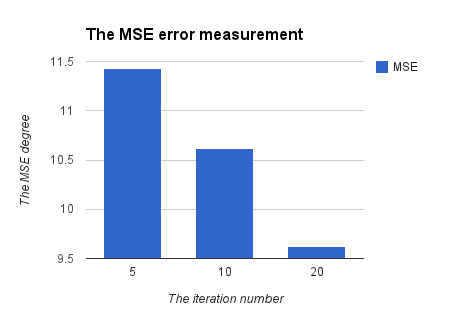 The MSE error measurement
MSE
The MSE degree
11.5
11
10.5
10
9.5
5 10 20
The iteration number